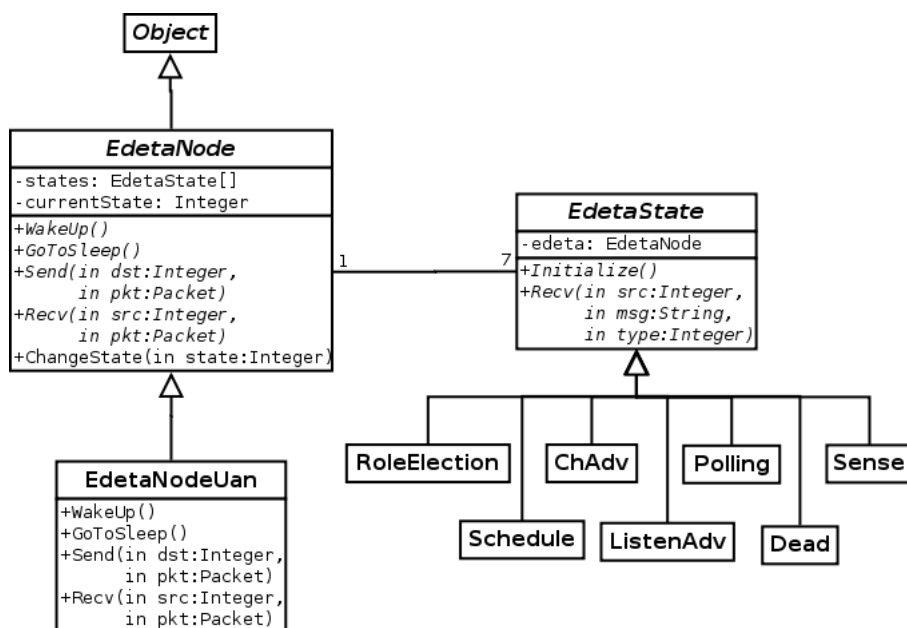 Object
EdetaNode
-states: EdetaState[]
-currentState: Integer
+WakeUp()
+GoToSleep()
+Send(in dst:Integer,
in pkt:Packet)
+Recv(in src:Integer,
in pkt:Packet)
+ChangeState(in state:Integer)
1
7
EdetaState
-edeta: EdetaNode
+Initialize()
+Recv(in src:Integer,
in msg:String,
in type:Integer)
RoleElection
ChAdv
Polling
Sense
Schedule
ListenAdv
Dead
EdetaNodeUan
+WakeUp()
+GoToSleep()
+Send(in dst:Integer,
in pkt:Packet)
+Recv(in src:Integer,
in pkt:Packet)